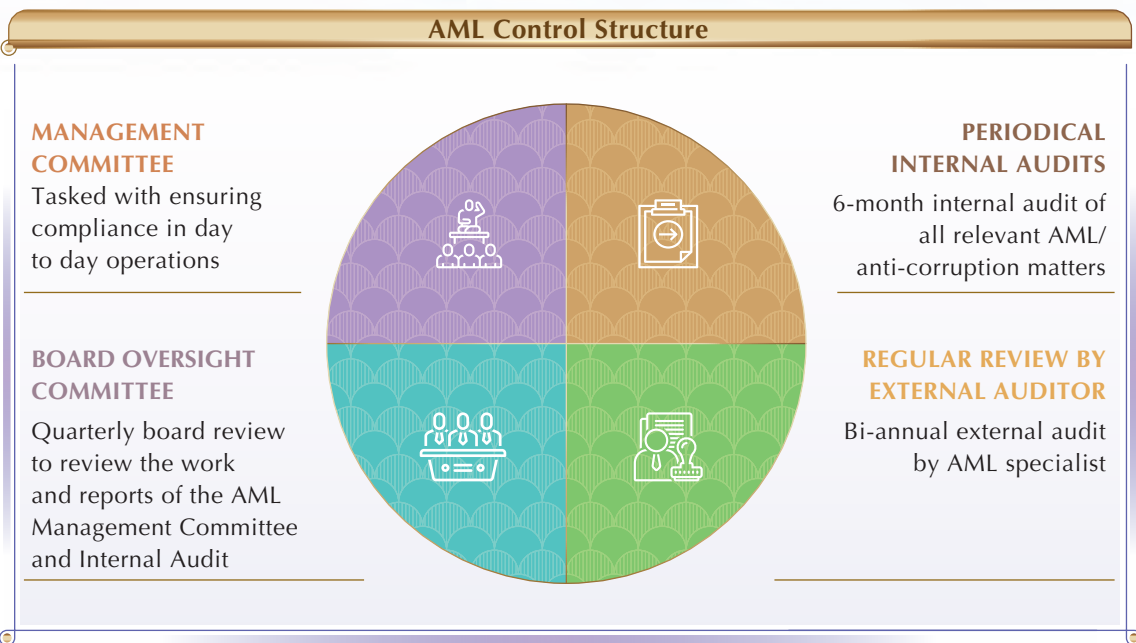 AML Control Structure
MANAGEMENT
COMMITTEE
Tasked with ensuring
compliance in day
to day operations
PERIODICAL
INTERNAL AUDITS
6-month internal audit of
all relevant AML/
anti-corruption matters
BOARD OVERSIGHT
COMMITTEE
Quarterly board review
to review the work
and reports of the AML
Management Committee
and Internal Audit
REGULAR REVIEW BY
EXTERNAL AUDITOR
Bi-annual external audit
by AML specialist